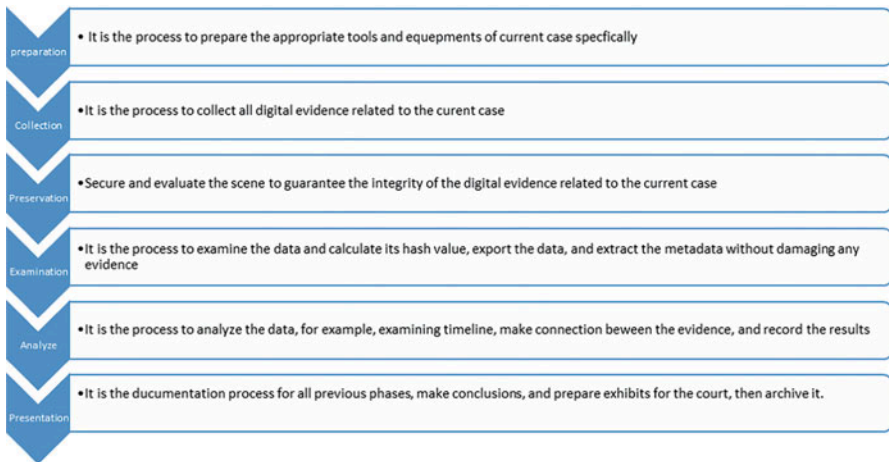 preparation
• It is the process to prepare the appropriate tools and equepments of current case specfically
Collection
•It is the process to collect all digital evidence related to the curent case
Preservation
•Secure and evaluate the scene to guarantee the integrity of the digital evidence related to the current case
Examination
•It is the process to examine the data and calculate its hash value, export the data, and extract the metadata without damaging any
evidence
Analyze
•It is the process to analyze the data, for example, examining timeline, make connection beween the evidence, and record the results
Presentation
•It is the ducumentation process for all previous phases, make conclusions, and prepare exhibits for the court, then archive it.